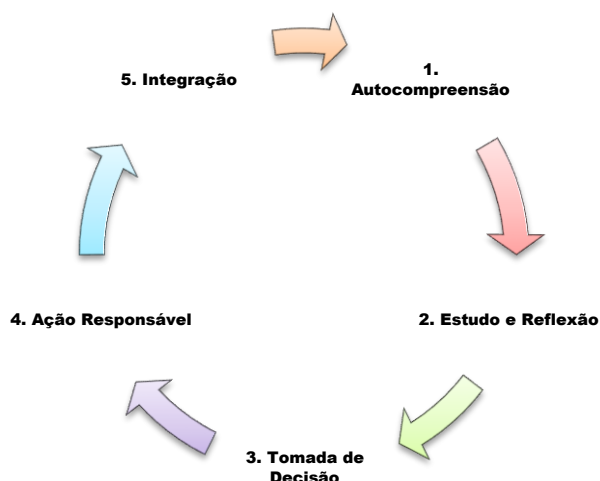 1.
Autocompreensão
2. Estudo e Reflexão
3. Tomada de
Decisão
4. Ação Responsável
5. Integração